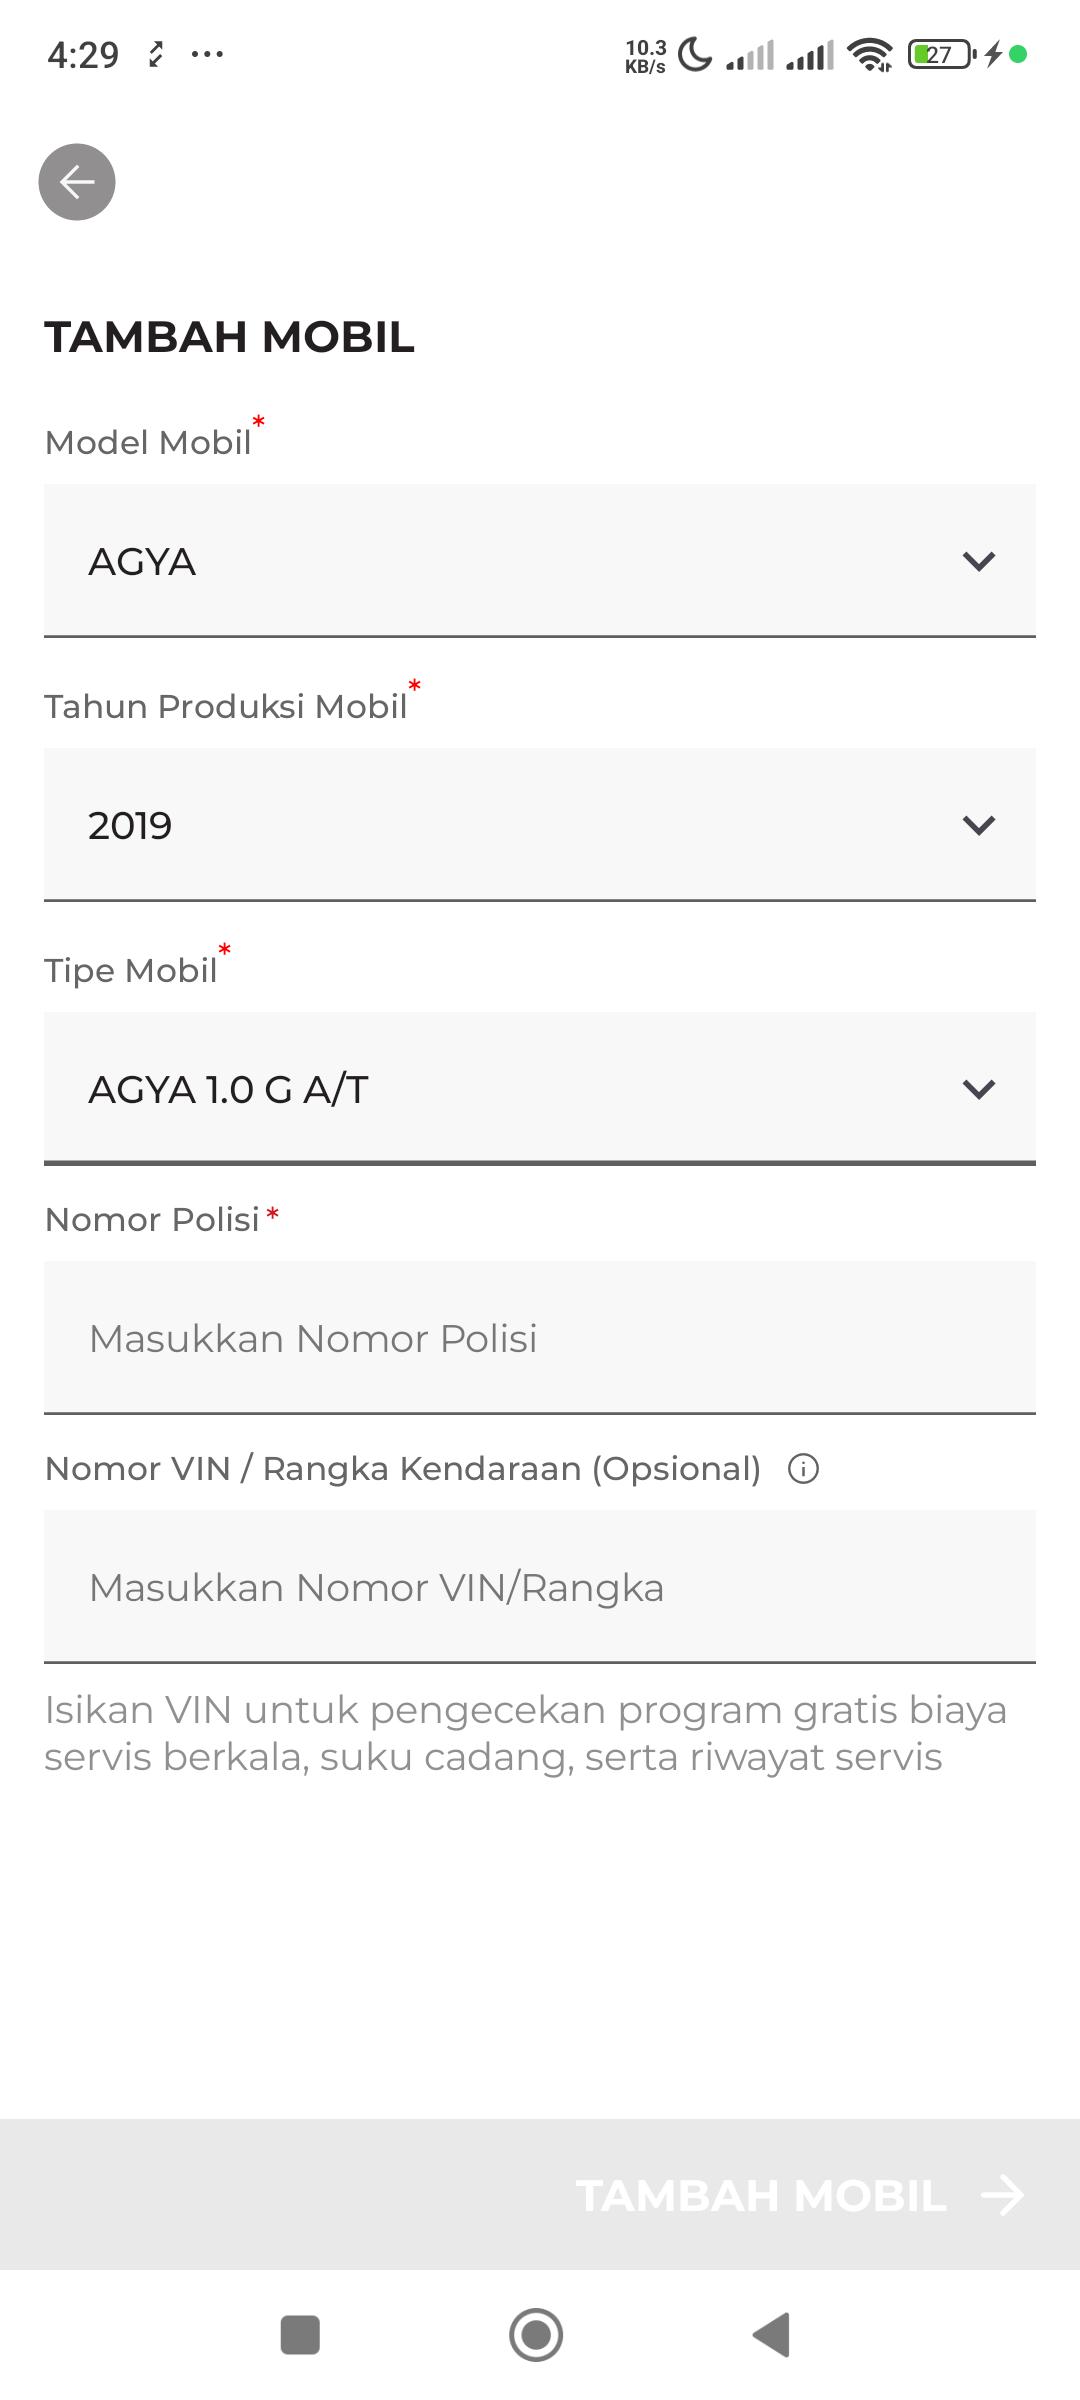 4:29
10.3
KB/s
27
TAMBAH MOBIL
Model Mobil*
AGYA
Tahun Produksi Mobil*
2019
Tipe Mobil*
AGYA 1.0 G A/T
Nomor Polisi *
Masukkan Nomor Polisi
Nomor VIN / Rangka Kendaraan (Opsional)
Masukkan Nomor VIN/Rangka
Isikan VIN untuk pengecekan program gratis biaya
servis berkala, suku cadang, serta riwayat servis
TAMBAH MOBIL